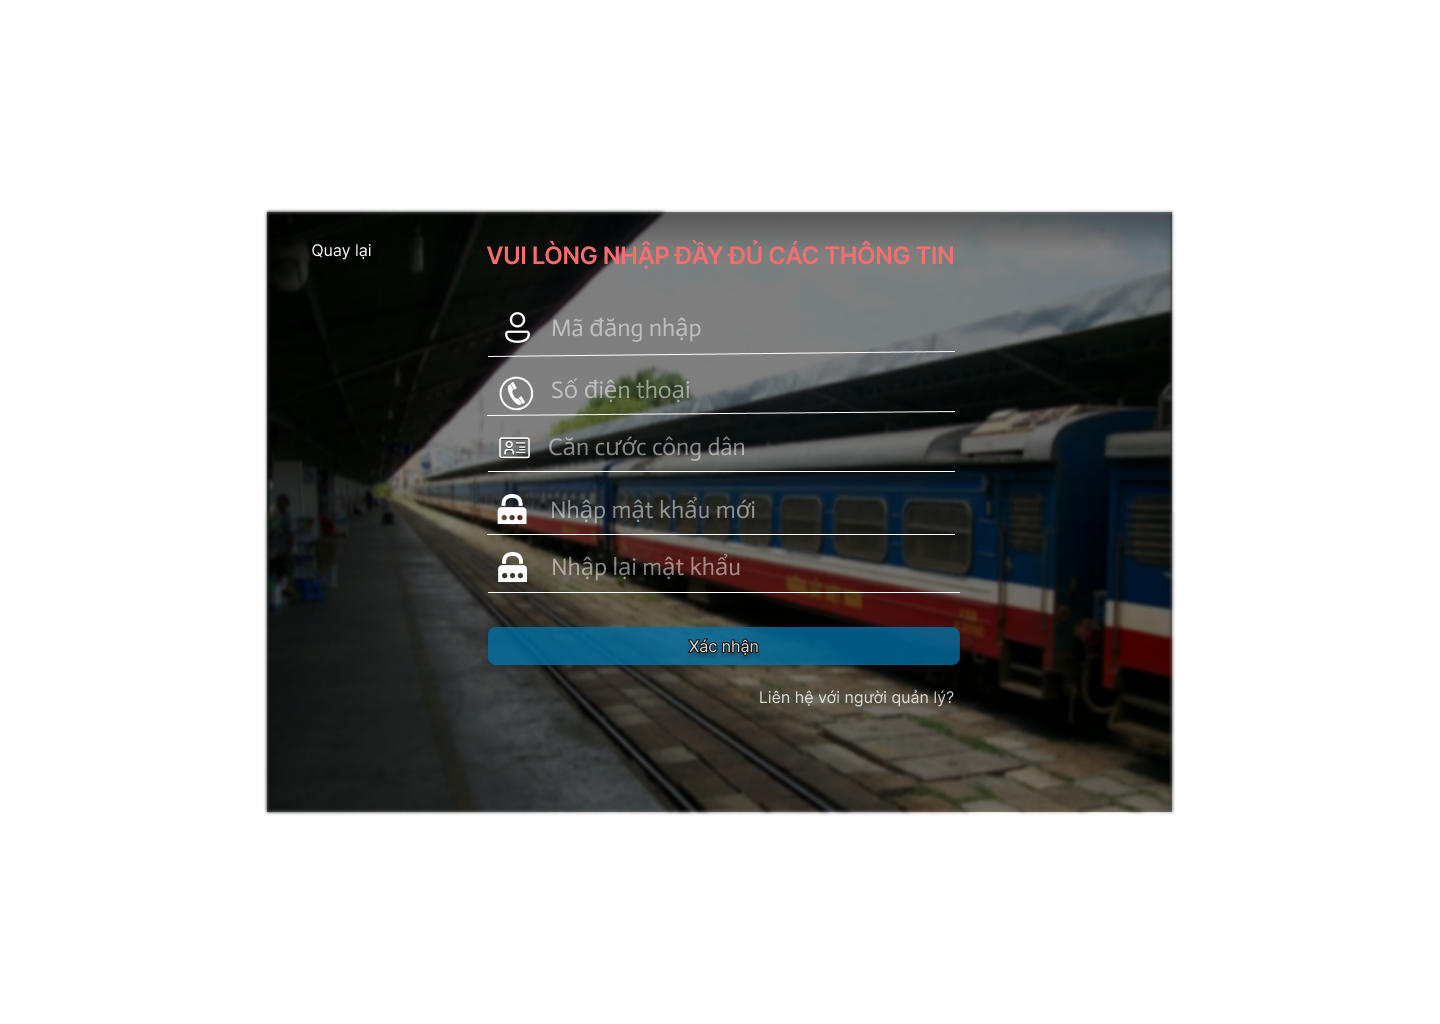 Quay lại
VUI LÒNG NHẬP ĐẦY ĐỦ CÁC THÔNG TIN
Mã đăng nhập
Số điện thoại
Căn cước công dân
Nhập mật khẩu mới
Nhập lại mật khẩu
Xác nhận
Liên hệ với người quản lý?